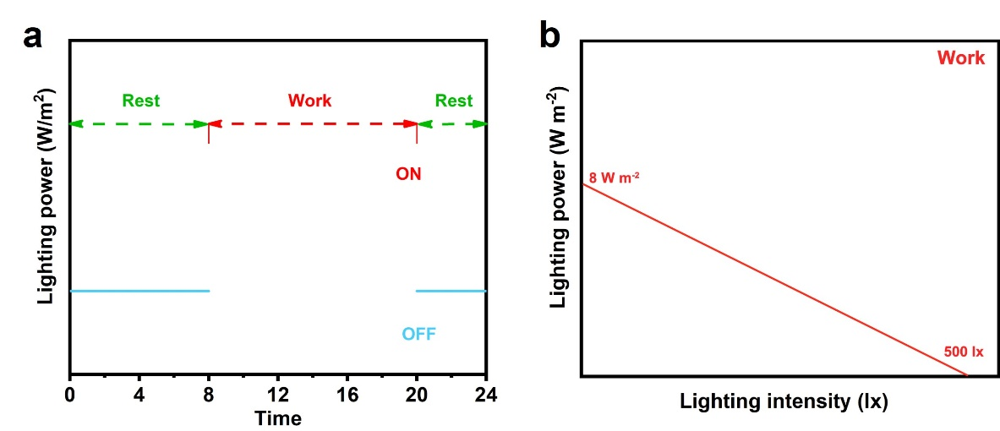 a
Lighting power (W/m²)
Rest
Work
Rest
ON
OFF
0 4 8 12 16 20 24
Time
b
Lighting power (W m⁻²)
Work
8 W m⁻²
500 lx
Lighting intensity (lx)